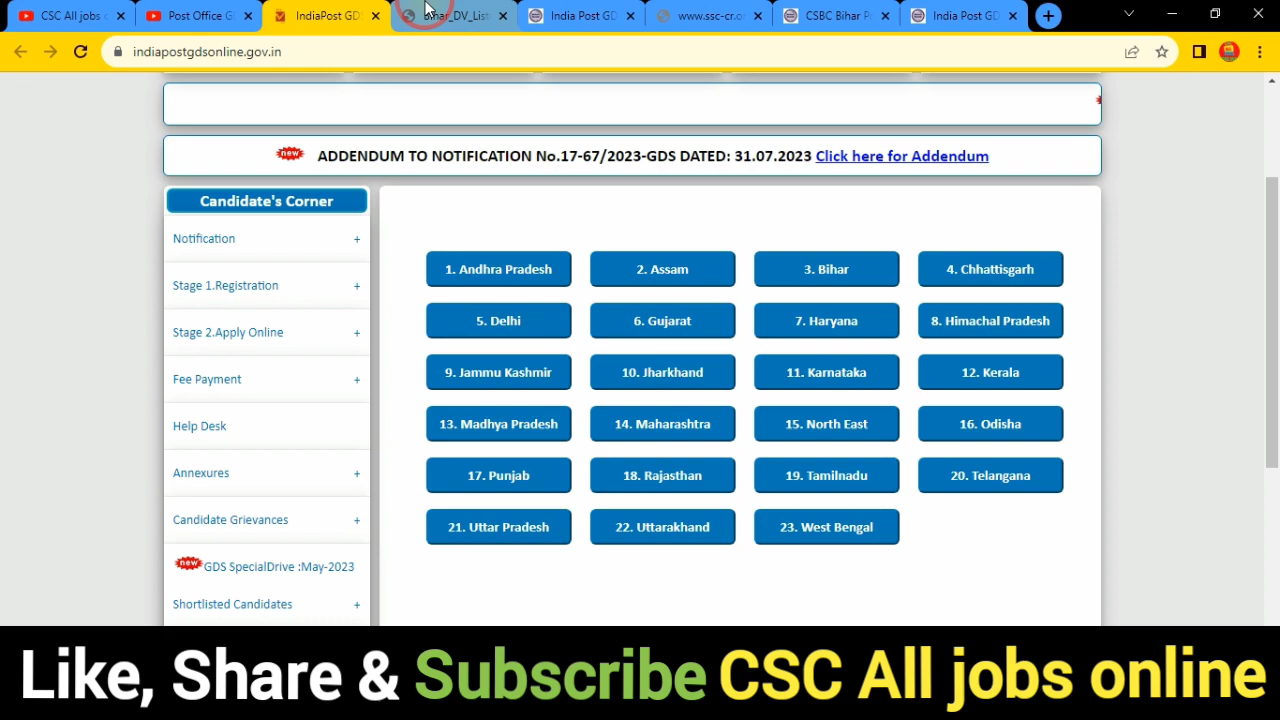 CSC All jobs
Post Office G
IndiaPost GDS
Bihar_DV_List
India Post GD
www.ssc-cr.o
CSBC Bihar P
India Post GD
indiapostgdsonline.gov.in
new ADDENDUM TO NOTIFICATION No.17-67/2023-GDS DATED: 31.07.2023 Click here for Addendum
Candidate's Corner
Notification +
Stage 1.Registration +
Stage 2.Apply Online +
Fee Payment +
Help Desk
Annexures +
Candidate Grievances +
new GDS SpecialDrive :May-2023
Shortlisted Candidates +
1. Andhra Pradesh
2. Assam
3. Bihar
4. Chhattisgarh
5. Delhi
6. Gujarat
7. Haryana
8. Himachal Pradesh
9. Jammu Kashmir
10. Jharkhand
11. Karnataka
12. Kerala
13. Madhya Pradesh
14. Maharashtra
15. North East
16. Odisha
17. Punjab
18. Rajasthan
19. Tamilnadu
20. Telangana
21. Uttar Pradesh
22. Uttarakhand
23. West Bengal
Like, Share & Subscribe CSC All jobs online